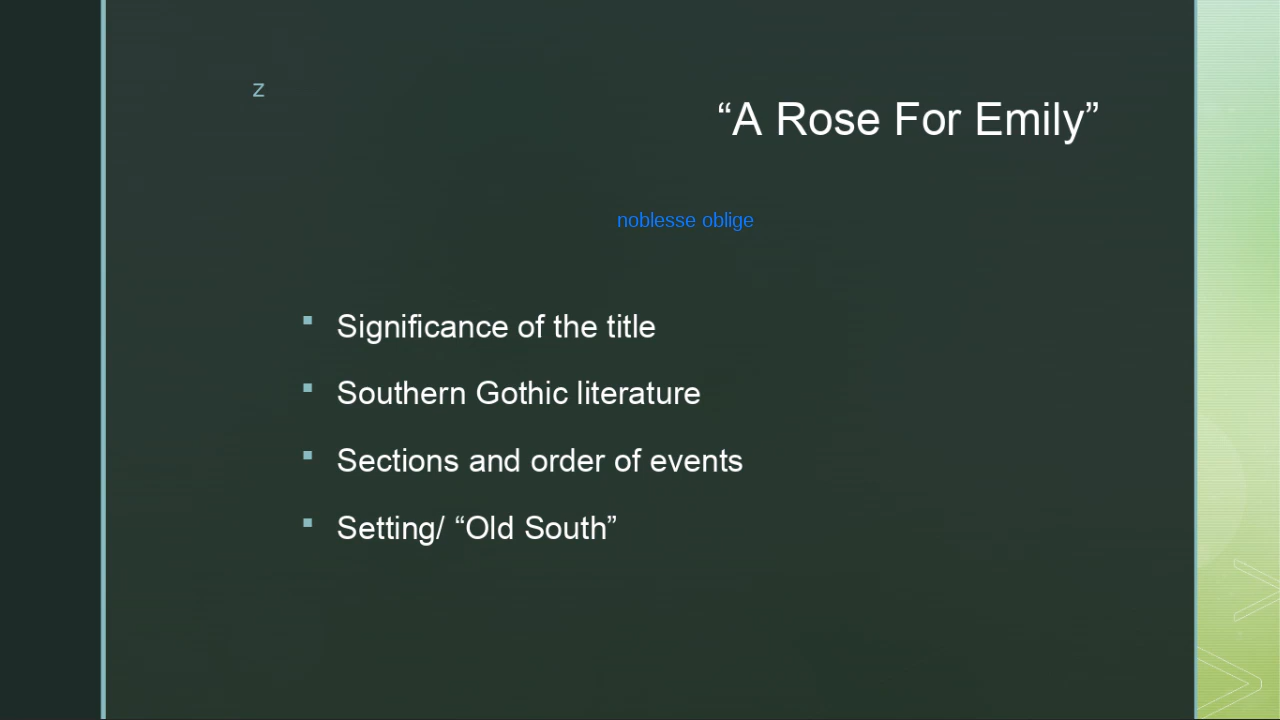 z
“A Rose For Emily”
noblesse oblige
▪ Significance of the title
▪ Southern Gothic literature
▪ Sections and order of events
▪ Setting/ “Old South”